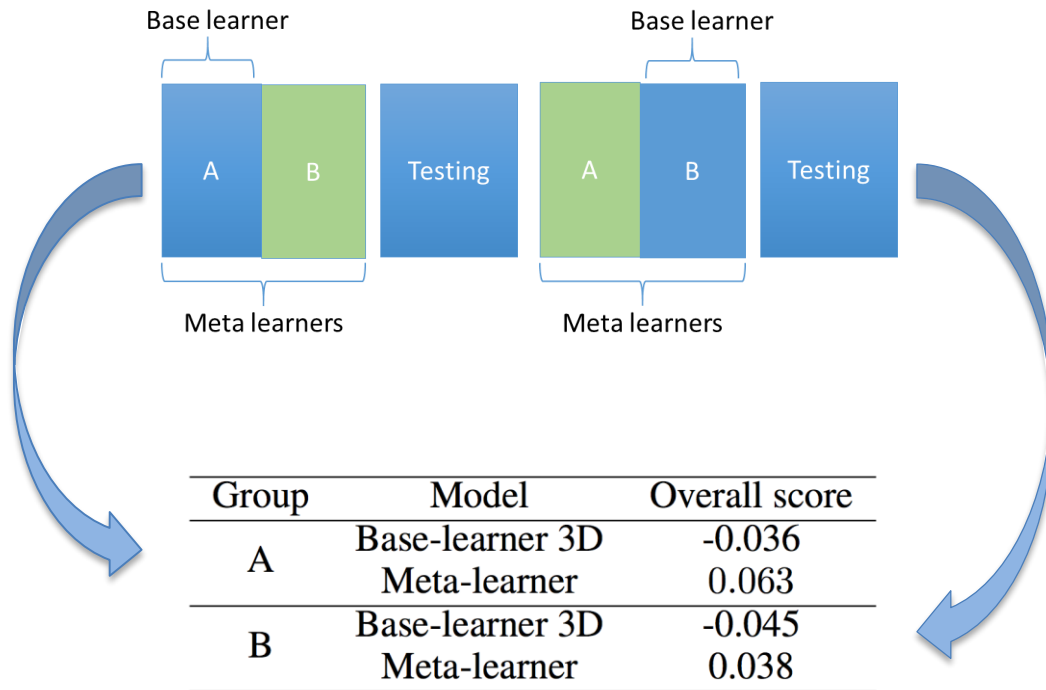 Base learner
Base learner
A
B
Testing
A
B
Testing
Meta learners
Meta learners
Group Model Overall score
A
Base-learner 3D -0.036
Meta-learner 0.063
B
Base-learner 3D -0.045
Meta-learner 0.038